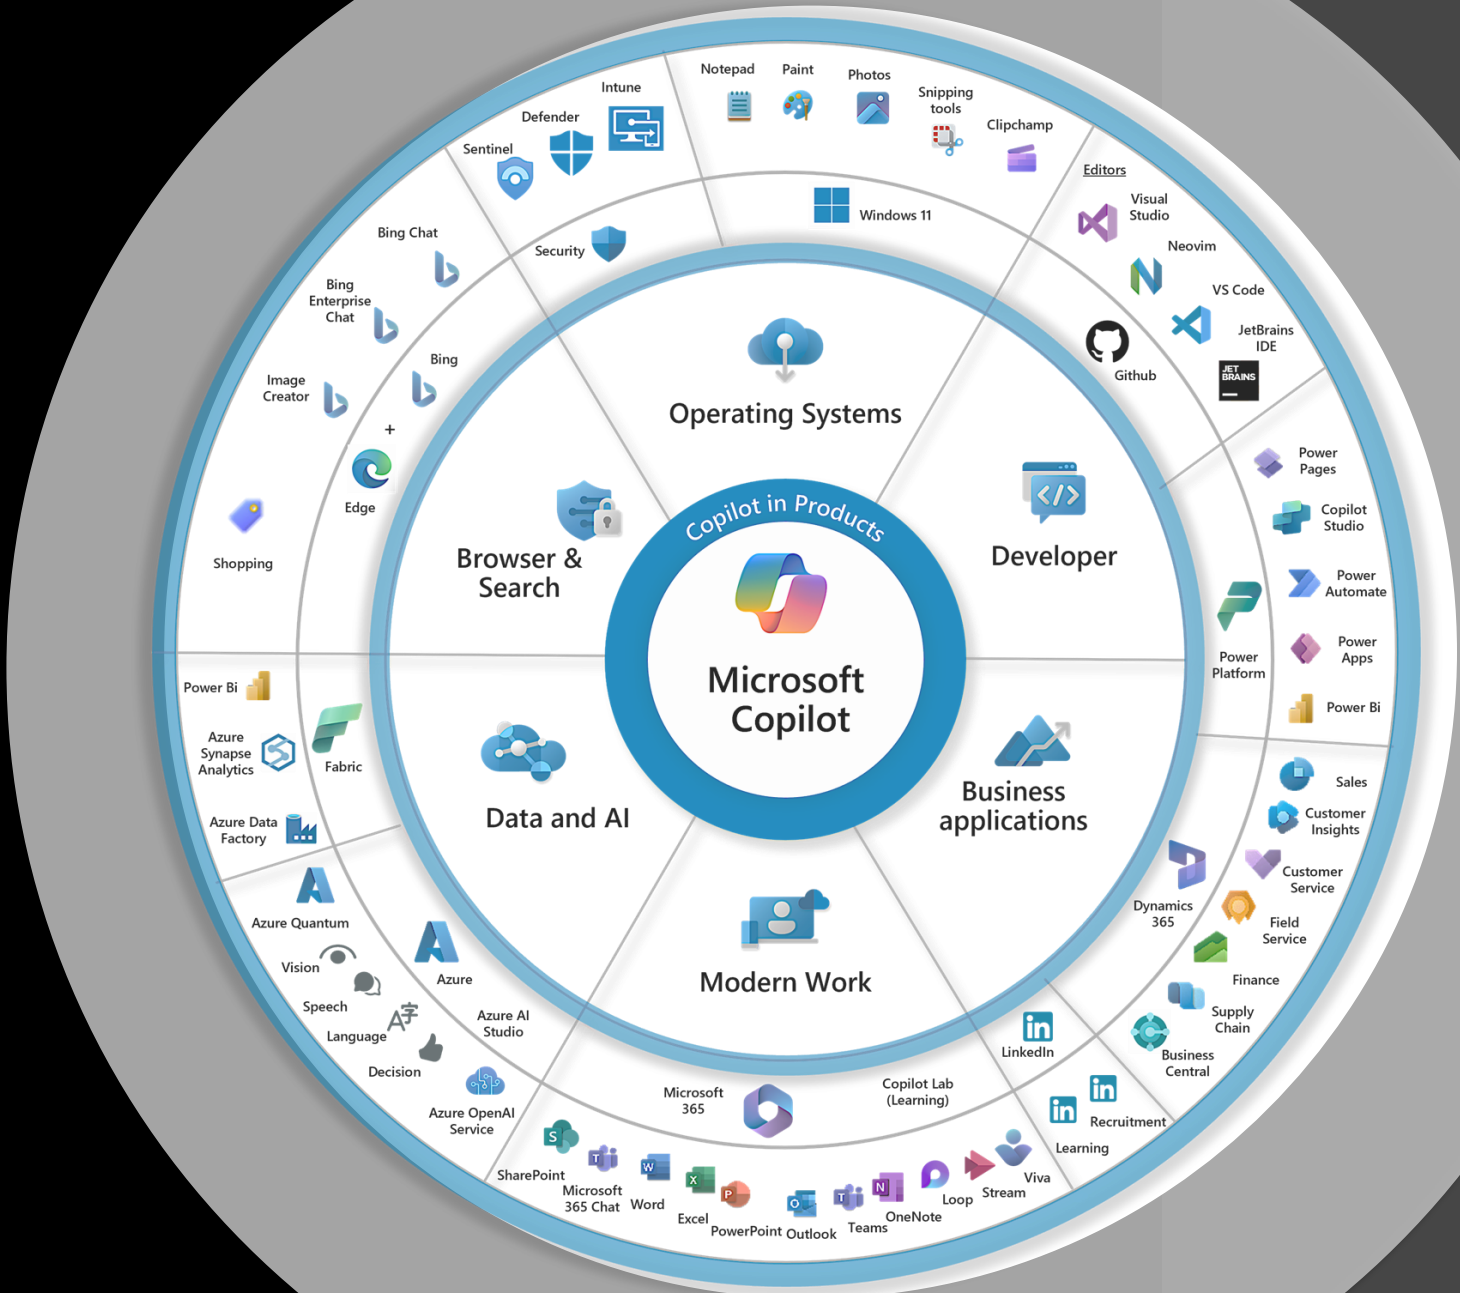 Copilot in Products
Microsoft
Copilot
Operating Systems
Developer
Business
applications
Modern Work
Data and AI
Browser &
Search
Windows 11
Notepad
Paint
Photos
Snipping
tools
Clipchamp
Github
Editors
Visual
Studio
Neovim
VS Code
JetBrains
IDE
JET
BRAINS
Power
Platform
Power
Pages
Copilot
Studio
Power
Automate
Power
Apps
Power Bi
Dynamics
365
Sales
Customer
Insights
Customer
Service
Field
Service
Finance
Supply
Chain
Business
Central
in
LinkedIn
in
Recruitment
in
Learning
Microsoft
365
Copilot Lab
(Learning)
S
SharePoint
T
Microsoft
365 Chat
W
Word
X
Excel
P
PowerPoint
O
Outlook
T
Teams
N
OneNote
Loop
Stream
Viva
Azure
Azure AI
Studio
Azure Quantum
Vision
Speech
A字
Language
Decision
Azure OpenAI
Service
Fabric
Power Bi
Azure
Synapse
Analytics
Azure Data
Factory
Bing
+
Edge
Bing Chat
Bing
Enterprise
Chat
Image
Creator
Shopping
Security
Sentinel
Defender
Intune